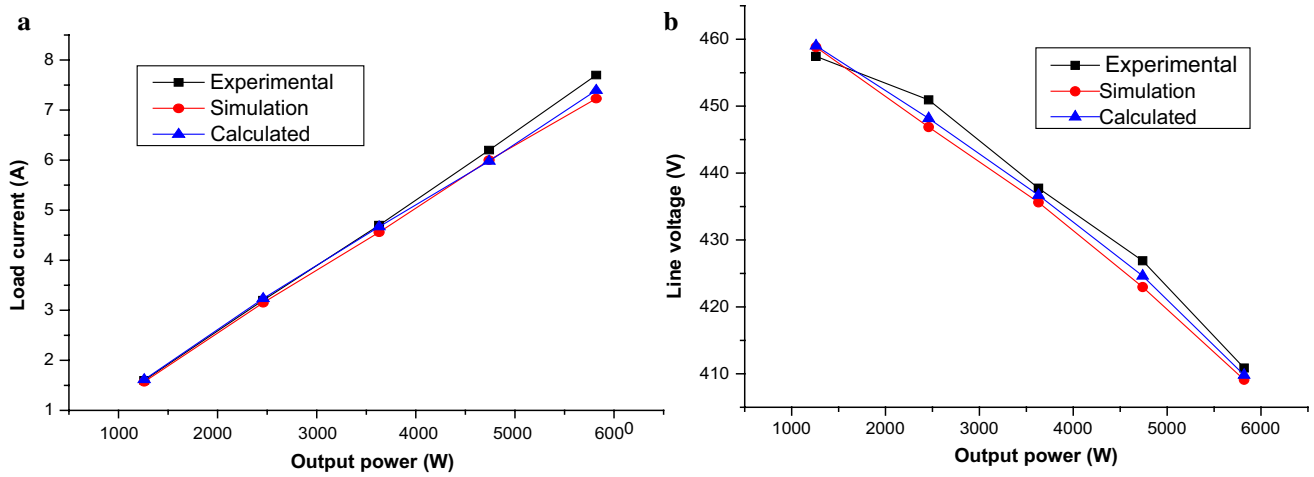 a
Load current (A)
8
7
6
5
4
3
2
1
Experimental
Simulation
Calculated
1000 2000 3000 4000 5000 6000
Output power (W)
b
Line voltage (V)
460
450
440
430
420
410
Experimental
Simulation
Calculated
1000 2000 3000 4000 5000 6000
Output power (W)